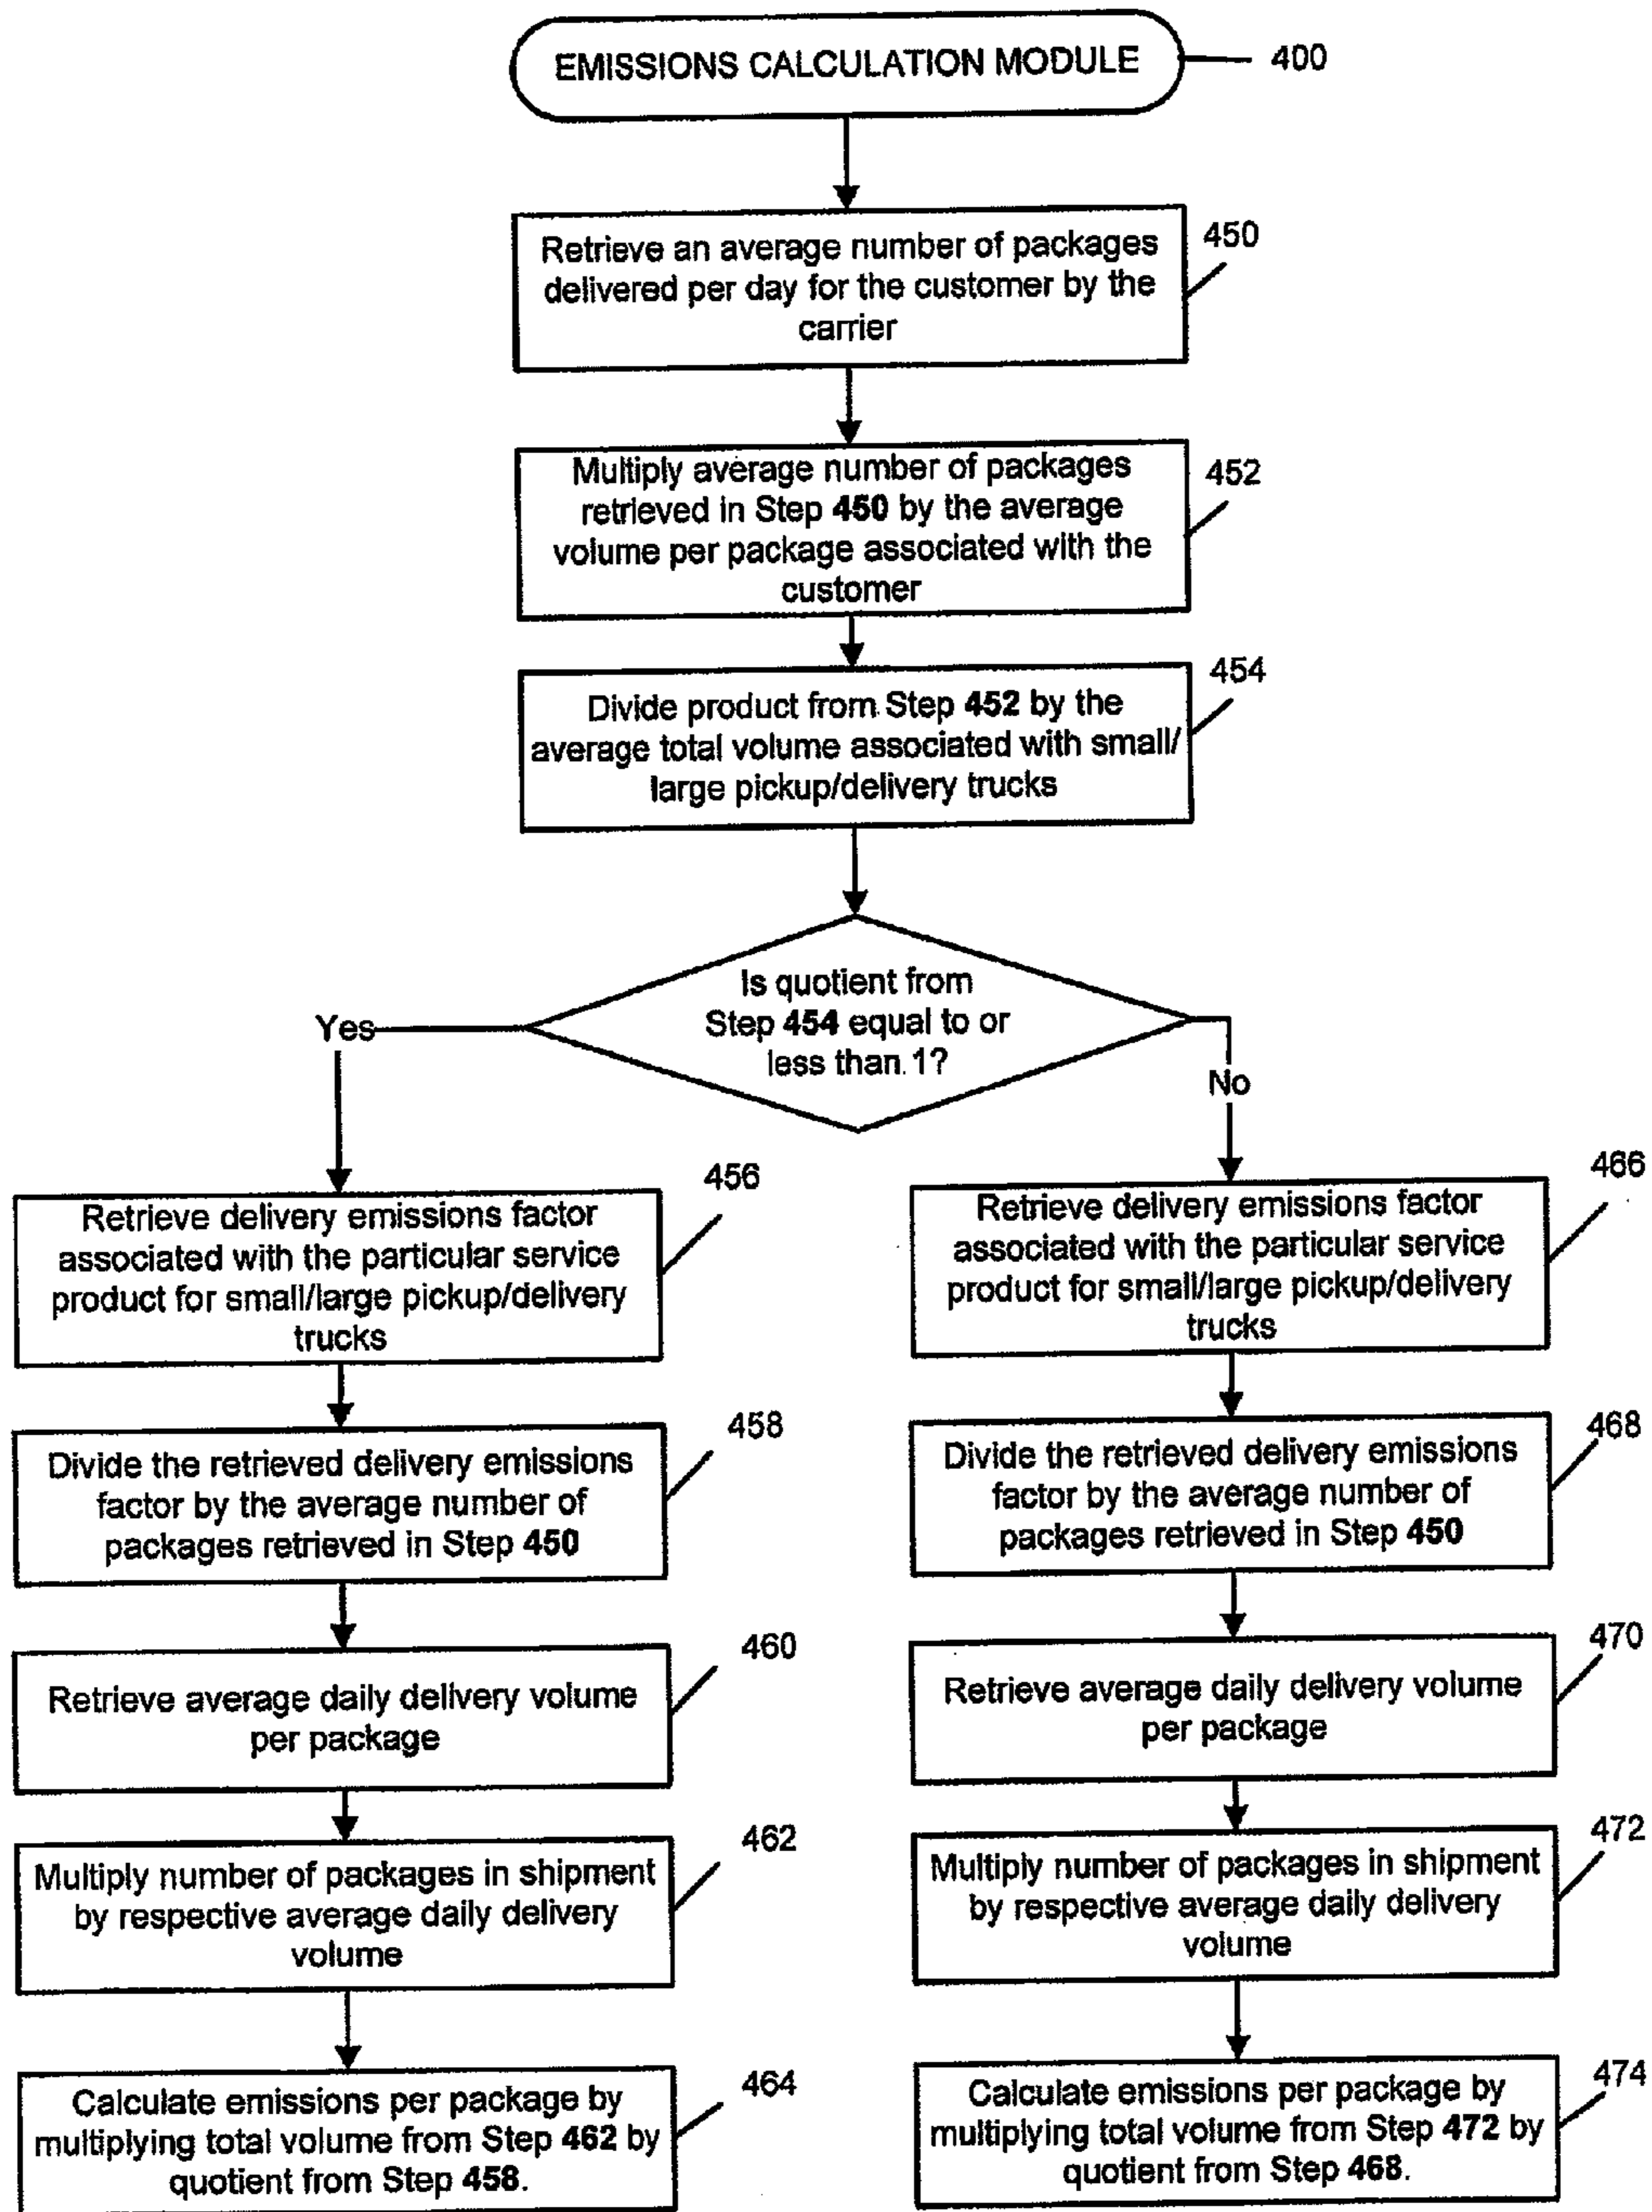 EMISSIONS CALCULATION MODULE
400
Retrieve an average number of packages
delivered per day for the customer by the
carrier
450
Multiply average number of packages
retrieved in Step 450 by the average
volume per package associated with the
customer
452
Divide product from Step 452 by the
average total volume associated with small/
large pickup/delivery trucks
454
Is quotient from
Step 454 equal to or
less than 1?
Yes
No
Retrieve delivery emissions factor
associated with the particular service
product for small/large pickup/delivery
trucks
456
Divide the retrieved delivery emissions
factor by the average number of
packages retrieved in Step 450
458
Retrieve average daily delivery volume
per package
460
Multiply number of packages in shipment
by respective average daily delivery
volume
462
Calculate emissions per package by
multiplying total volume from Step 462 by
quotient from Step 458.
464
Retrieve delivery emissions factor
associated with the particular service
product for small/large pickup/delivery
trucks
466
Divide the retrieved delivery emissions
factor by the average number of
packages retrieved in Step 450
468
Retrieve average daily delivery volume
per package
470
Multiply number of packages in shipment
by respective average daily delivery
volume
472
Calculate emissions per package by
multiplying total volume from Step 472 by
quotient from Step 468.
474